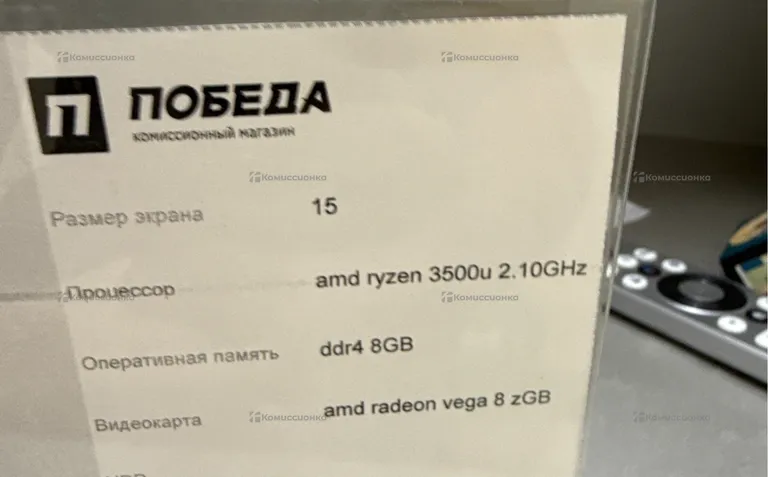 ПОБЕДА
комиссионный магазин
Размер экрана 15
Процессор amd ryzen 3500u 2.10GHz
Оперативная память ddr4 8GB
Видеокарта amd radeon vega 8 zGB
Комиссионка
Комиссионка
Комиссионка
Комиссионка
Комиссионка
Комиссионка
Комиссионка
Комиссионка